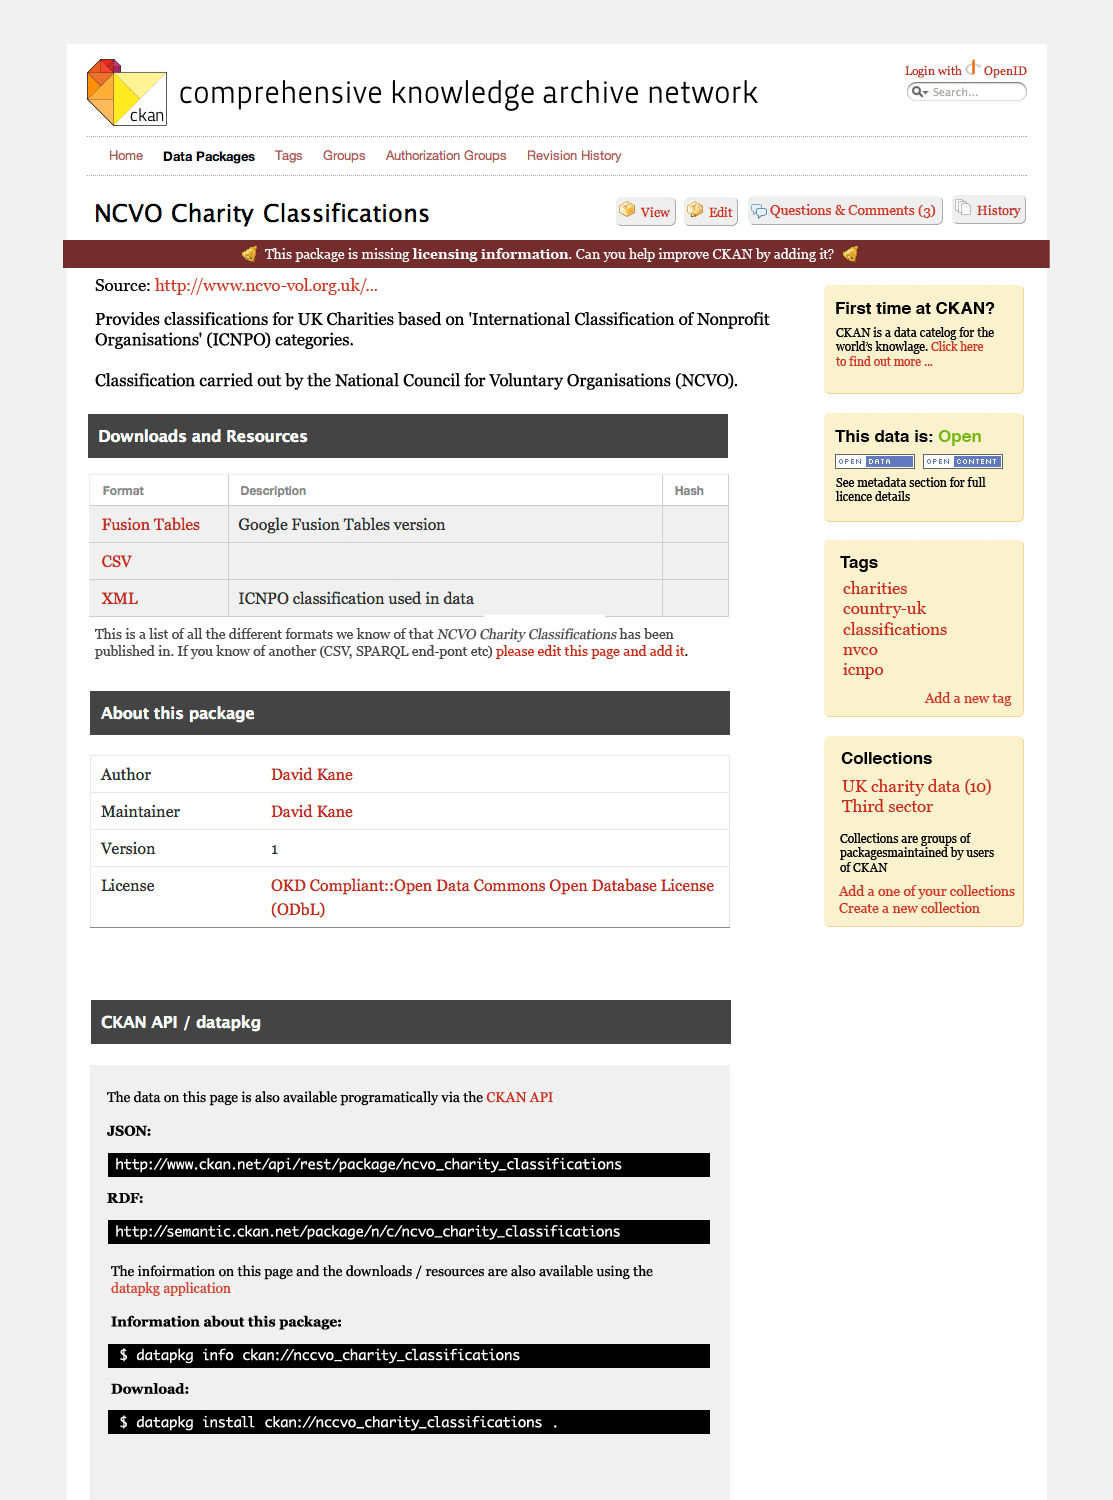 ckan
comprehensive knowledge archive network
Login with OpenID
Search...
Home Data Packages Tags Groups Authorization Groups Revision History
NCVO Charity Classifications
View Edit Questions & Comments (3) History
This package is missing licensing information. Can you help improve CKAN by adding it?
Source: http://www.ncvo-vol.org.uk/...
Provides classifications for UK Charities based on 'International Classification of Nonprofit
Organisations' (ICNPO) categories.
Classification carried out by the National Council for Voluntary Organisations (NCVO).
Downloads and Resources
Format Description Hash
Fusion Tables Google Fusion Tables version
CSV
XML ICNPO classification used in data
This is a list of all the different formats we know of that NCVO Charity Classifications has been
published in. If you know of another (CSV, SPARQL end-pont etc) please edit this page and add it.
About this package
Author David Kane
Maintainer David Kane
Version 1
License OKD Compliant::Open Data Commons Open Database License
(ODbL)
CKAN API / datapkg
The data on this page is also available programatically via the CKAN API
JSON:
http://www.ckan.net/api/rest/package/ncvo_charity_classifications
RDF:
http://semantic.ckan.net/package/n/c/ncvo_charity_classifications
The infoirmation on this page and the downloads / resources are also available using the
datapkg application
Information about this package:
$ datapkg info ckan://nccvo_charity_classifications
Download:
$ datapkg install ckan://nccvo_charity_classifications .
First time at CKAN?
CKAN is a data catelog for the
world's knowlage. Click here
to find out more ...
This data is: Open
OPEN DATA OPEN CONTENT
See metadata section for full
licence details
Tags
charities
country-uk
classifications
nvco
icnpo
Add a new tag
Collections
UK charity data (10)
Third sector
Collections are groups of
packagesmaintained by users
of CKAN
Add a one of your collections
Create a new collection